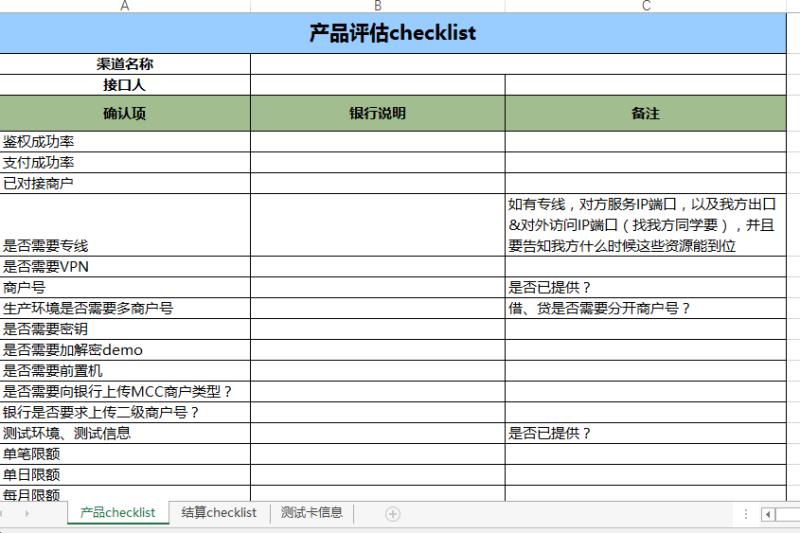 A B C
产品评估checklist
渠道名称
接口人
确认项 银行说明 备注
鉴权成功率
支付成功率
已对接商户
如有专线，对方服务IP端口，以及我方出口
&对外访问IP端口（找我方同学要），并且
是否需要专线 要告知我方什么时候这些资源能到位
是否需要VPN
商户号 是否已提供？
生产环境是否需要多商户号 借、贷是否需要分开商户号？
是否需要密钥
是否需要加解密demo
是否需要前置机
是否需要向银行上传MCC商户类型？
银行是否要求上传二级商户号？
测试环境、测试信息 是否已提供？
单笔限额
单日限额
每月限额
产品checklist 结算checklist 测试卡信息